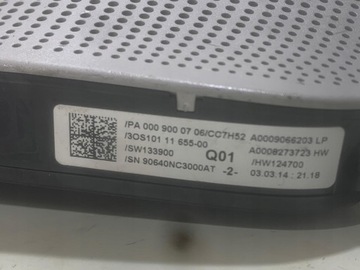 /PA 000 900 07 06/CC7H52 A0009066203 LP
/3OS101 11 655-00 Q01 A0008273723 HW
/SW133900 /HW124700
/SN 90640NC3000AT -2- 03.03.14 ; 21.18